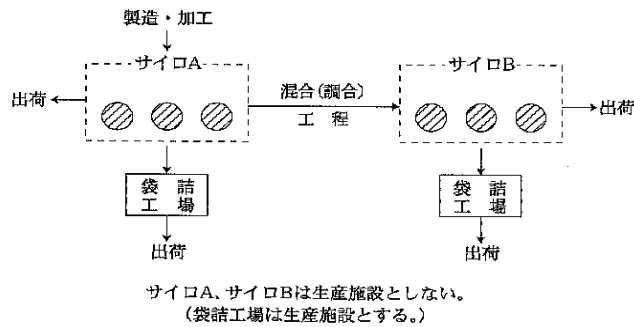 製造・加工
サイロA
サイロB
出荷
混合(調合)
工程
出荷
袋詰
工場
袋詰
工場
出荷
出荷
サイロA、サイロBは生産施設としない。
(袋詰工場は生産施設とする。)